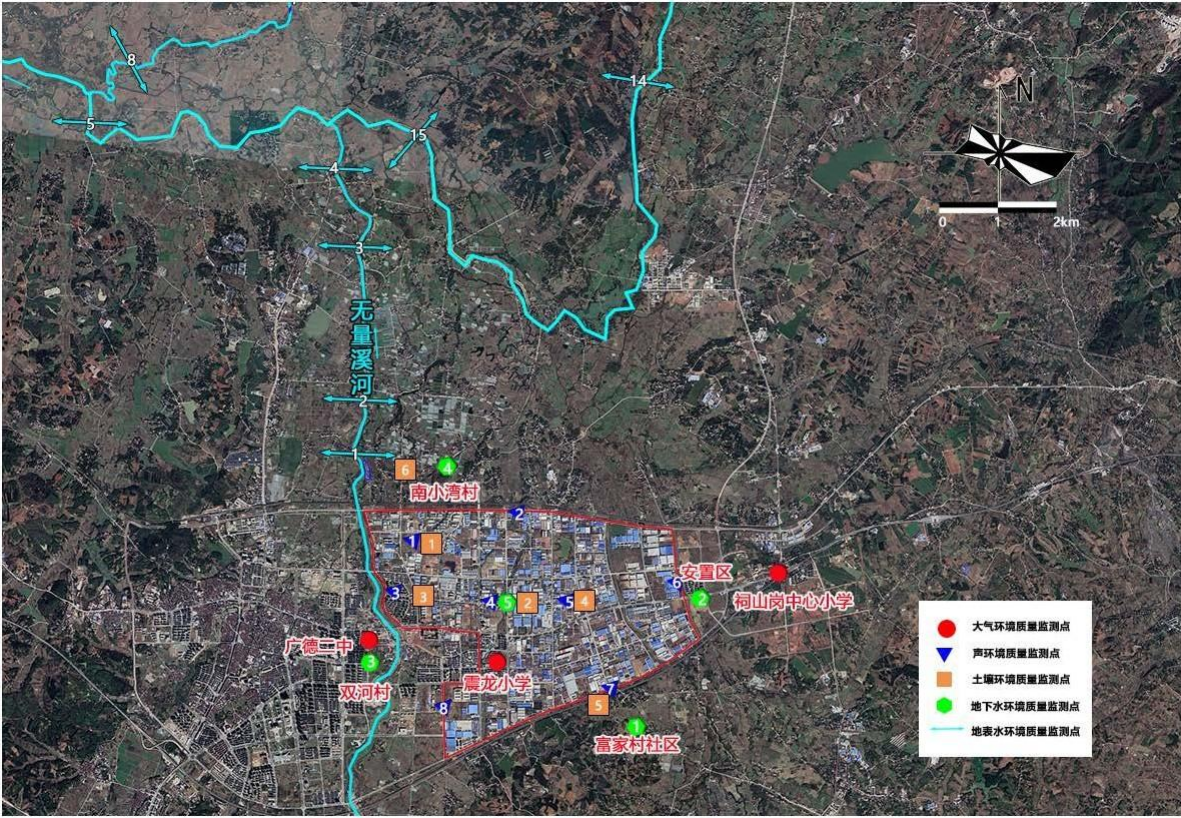 8
14
5
15
N
4
0 1 2km
3
无量溪河
2
1
6
4
南小湾村
2
1
1
安置区
6
祠山岗中心小学
3
3
4
5
2
5
4
2
广德二中
3
双河村
震龙小学
7
8
5
1
富家村社区
大气环境质量监测点
声环境质量监测点
土壤环境质量监测点
地下水环境质量监测点
地表水环境质量监测点